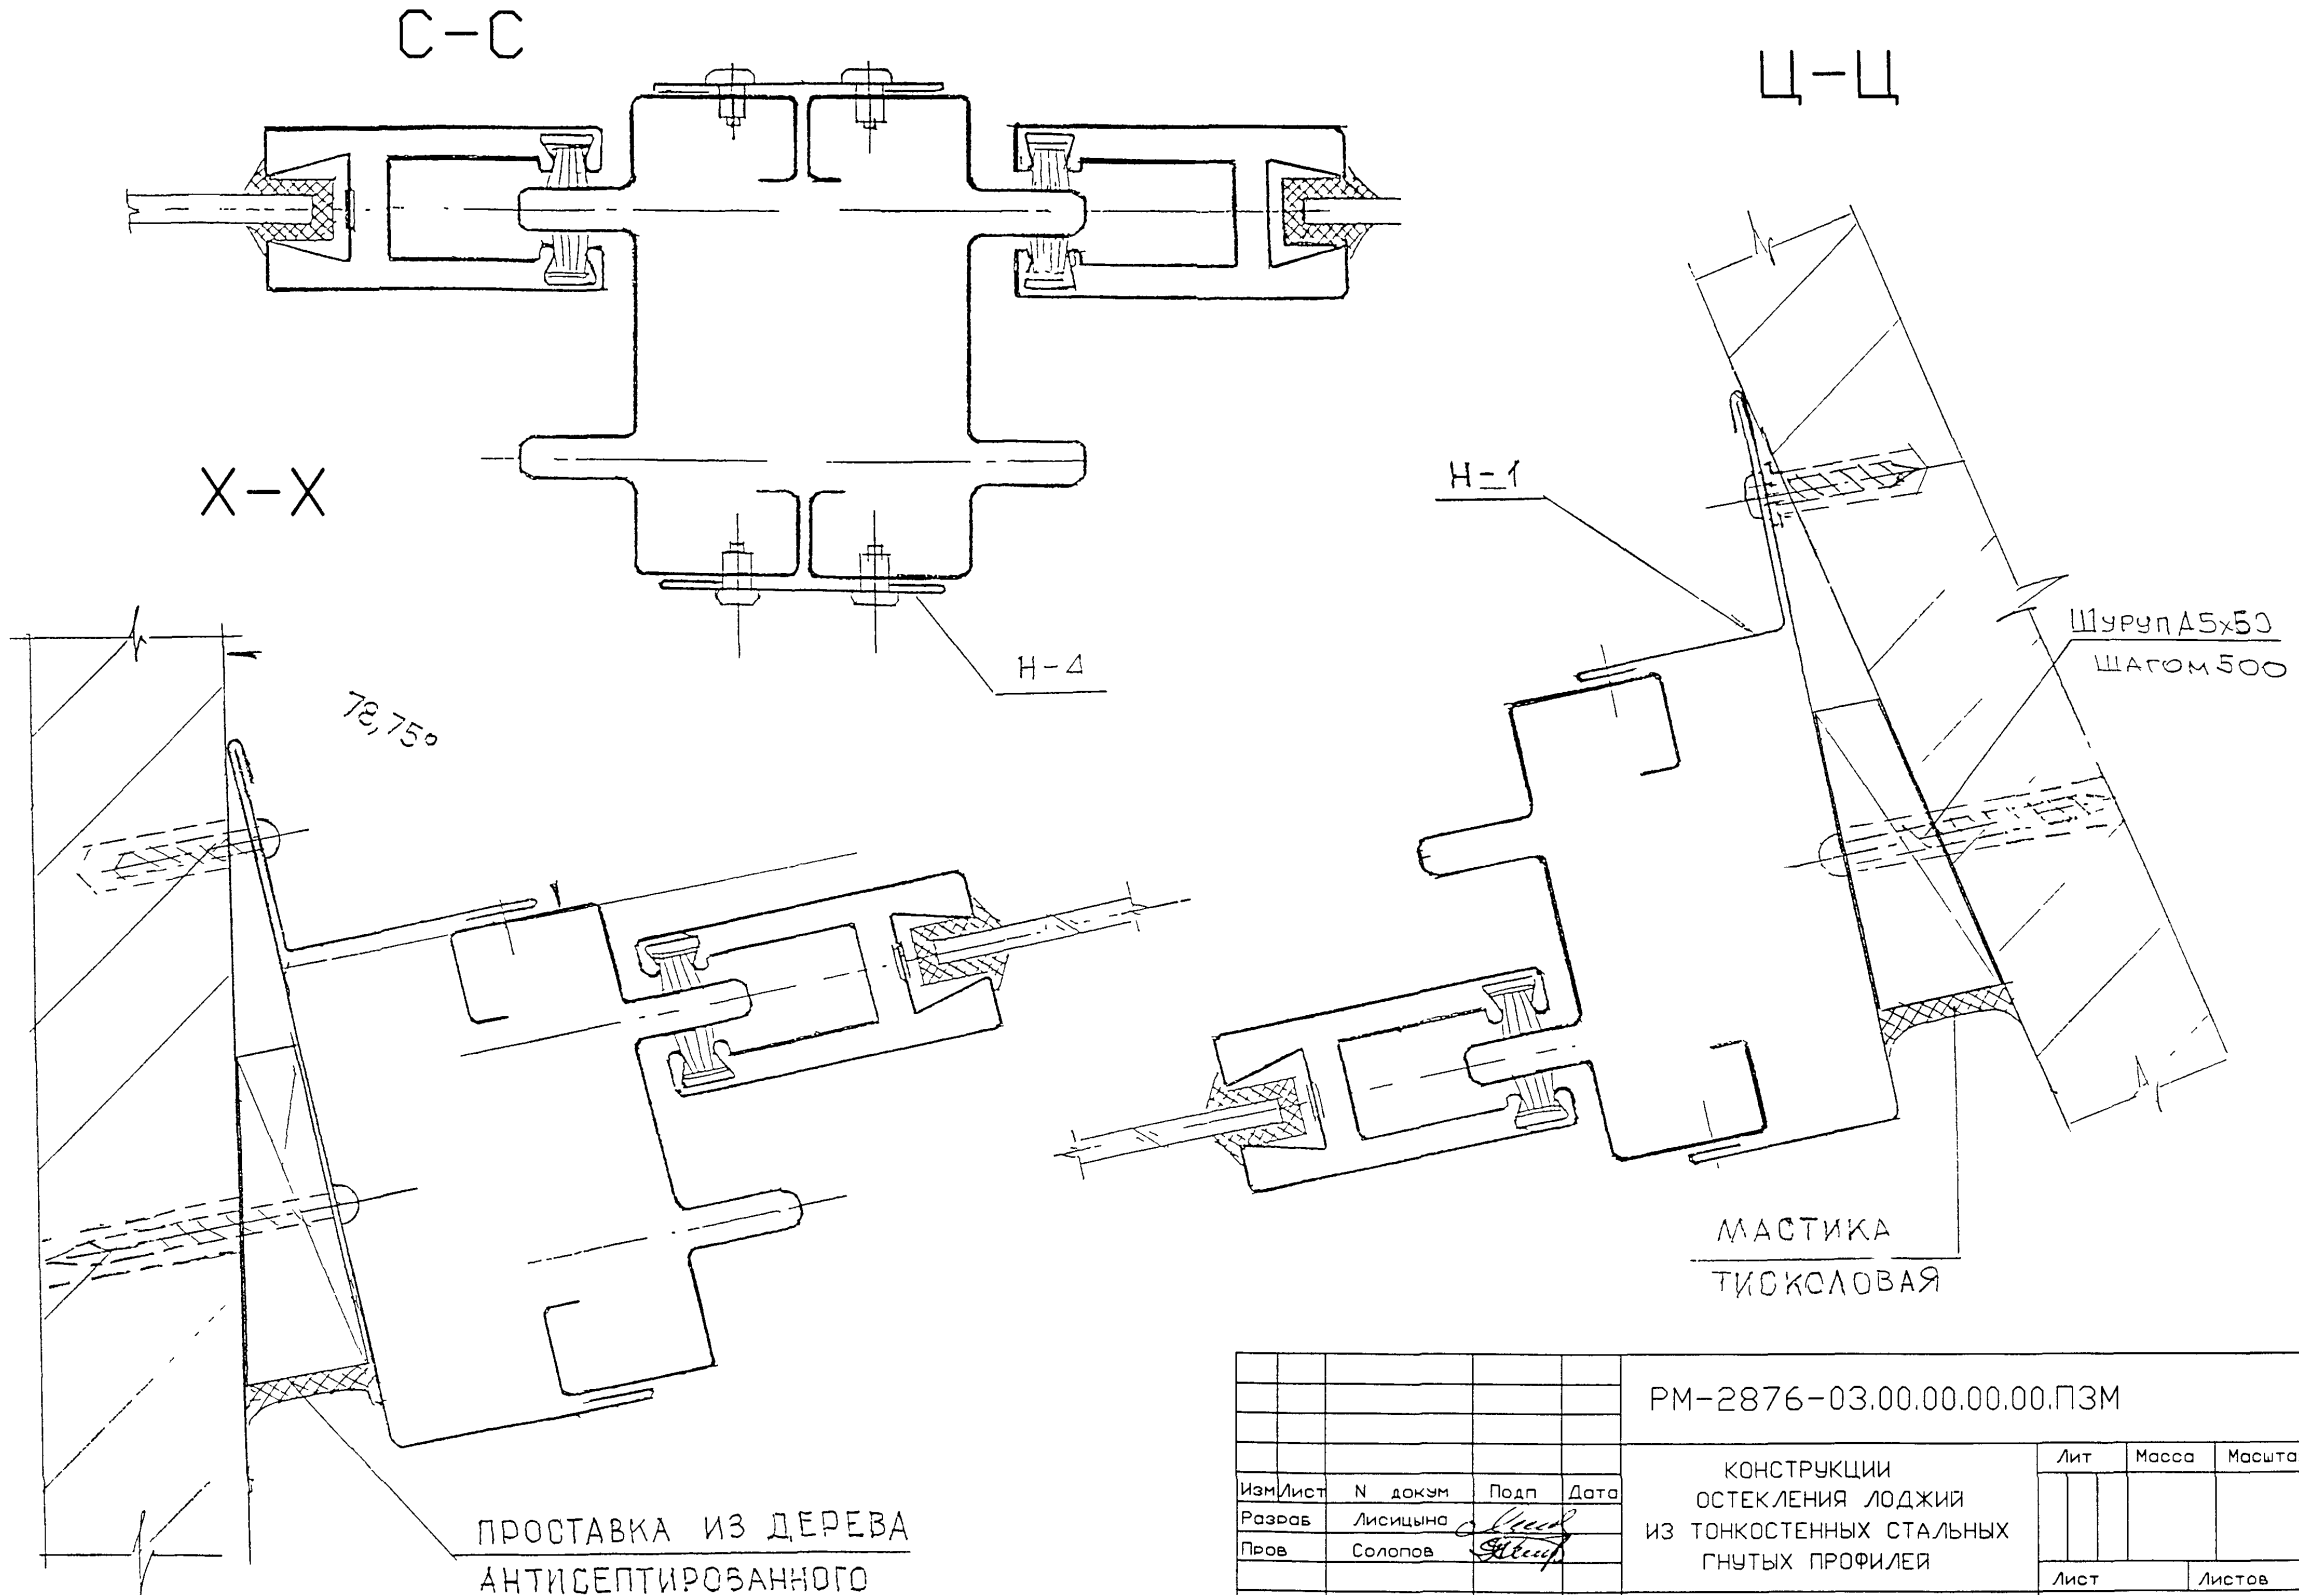 С-С
Ц-Ц
Х-Х
Н-1
Шуруп А5х50
шагом 500
Н-4
78,75°
МАСТИКА
ТИОКОЛОВАЯ
ПРОСТАВКА ИЗ ДЕРЕВА
АНТИСЕПТИРОВАННОГО
РМ-2876-03.00.00.00.00.ПЗМ
КОНСТРУКЦИИ
ОСТЕКЛЕНИЯ ЛОДЖИЙ
ИЗ ТОНКОСТЕННЫХ СТАЛЬНЫХ
ГНУТЫХ ПРОФИЛЕЙ
Лит Масса Масшта
Изм Лист N докум Подп Дата
Разраб Лисицына
Пров Солопов
Лист Листов